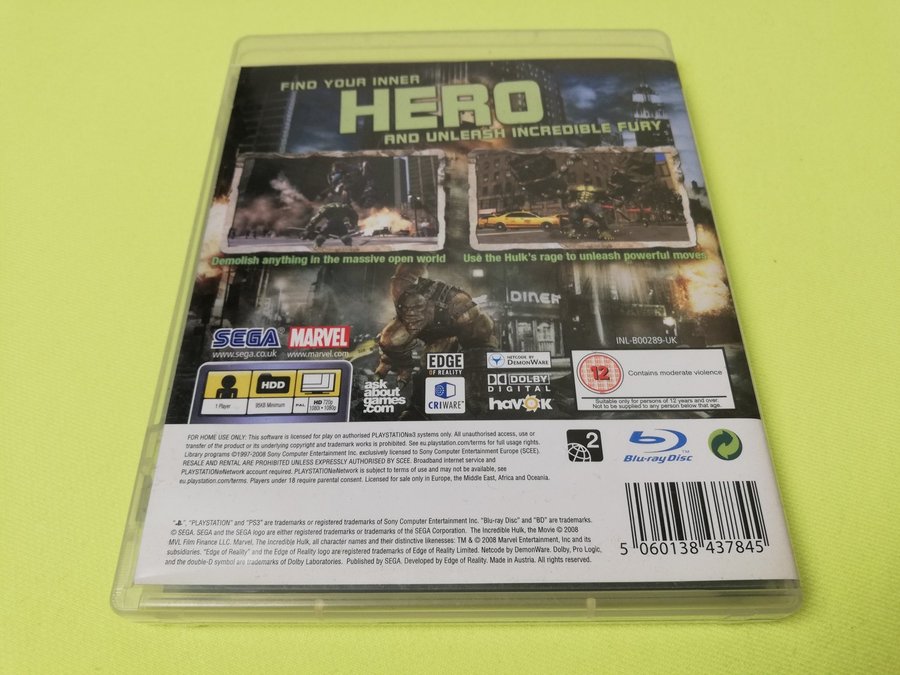 FIND YOUR INNER
HERO
AND UNLEASH INCREDIBLE FURY
Demolish anything in the massive open world
Use the Hulk's rage to unleash powerful moves
DINER
INL-B00289-UK
SEGA®
www.sega.co.uk
MARVEL
www.marvel.com
1 Player
HDD
95KB Minimum
PAL
HD 720p
1080i • 1080p
ask
about
games
.com
EDGE
OF REALITY
CRIWARE™
NETCODE BY
DEMONWARE
DOLBY
DIGITAL
havok
12
Contains moderate violence
Suitable only for persons of 12 years and over.
Not to be supplied to any person below that age.
FOR HOME USE ONLY: This software is licensed for play on authorised PLAYSTATION®3 systems only. All unauthorised access, use or
transfer of the product or its underlying copyright and trademark works is prohibited. See eu.playstation.com/terms for full usage rights.
Library programs ©1997-2008 Sony Computer Entertainment Inc. exclusively licensed to Sony Computer Entertainment Europe (SCEE).
RESALE AND RENTAL ARE PROHIBITED UNLESS EXPRESSLY AUTHORISED BY SCEE. Broadband internet service and
PLAYSTATION®Network account required. PLAYSTATION®Network is subject to terms of use and may not be available, see
eu.playstation.com/terms. Players under 18 require parental consent. Licensed for sale only in Europe, the Middle East, Africa and Oceania.
2
Blu-ray Disc™
", "PLAYSTATION" and "PS3" are trademarks or registered trademarks of Sony Computer Entertainment Inc. "Blu-ray Disc" and "BD" are trademarks.
© SEGA. SEGA and the SEGA logo are either registered trademarks or trademarks of the SEGA Corporation. The Incredible Hulk, the Movie © 2008
MVL Film Finance LLC. Marvel, The Incredible Hulk, all character names and their distinctive likenesses: TM & © 2008 Marvel Entertainment, Inc and its
subsidiaries. "Edge of Reality" and the Edge of Reality logo are registered trademarks of Edge of Reality Limited. Netcode by DemonWare. Dolby, Pro Logic,
and the double-D symbol are trademarks of Dolby Laboratories. Published by SEGA. Developed by Edge of Reality. Made in Austria. All rights reserved.
5 060138 437845